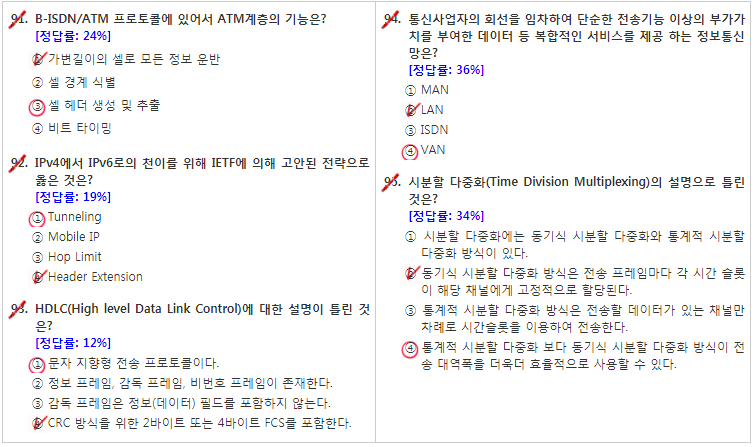 91. B-ISDN/ATM 프로토콜에 있어서 ATM계층의 기능은?
[정답률: 24%]
① 가변길이의 셀로 모든 정보 운반
② 셀 경계 식별
③ 셀 헤더 생성 및 추출
④ 비트 타이밍
92. IPv4에서 IPv6로의 천이를 위해 IETF에 의해 고안된 전략으로
옳은 것은?
[정답률: 19%]
① Tunneling
② Mobile IP
③ Hop Limit
④ Header Extension
93. HDLC(High level Data Link Control)에 대한 설명이 틀린 것
은?
[정답률: 12%]
① 문자 지향형 전송 프로토콜이다.
② 정보 프레임, 감독 프레임, 비번호 프레임이 존재한다.
③ 감독 프레임은 정보(데이터) 필드를 포함하지 않는다.
④ CRC 방식을 위한 2바이트 또는 4바이트 FCS를 포함한다.
94. 통신사업자의 회선을 임차하여 단순한 전송기능 이상의 부가가
치를 부여한 데이터 등 복합적인 서비스를 제공 하는 정보통신
망은?
[정답률: 36%]
① MAN
② LAN
③ ISDN
④ VAN
95. 시분할 다중화(Time Division Multiplexing)의 설명으로 틀린
것은?
[정답률: 34%]
① 시분할 다중화에는 동기식 시분할 다중화와 통계적 시분할
다중화 방식이 있다.
② 동기식 시분할 다중화 방식은 전송 프레임마다 각 시간 슬롯
이 해당 채널에게 고정적으로 할당된다.
③ 통계적 시분할 다중화 방식은 전송할 데이터가 있는 채널만
차례로 시간슬롯을 이용하여 전송한다.
④ 통계적 시분할 다중화 보다 동기식 시분할 다중화 방식이 전
송 대역폭을 더욱더 효율적으로 사용할 수 있다.